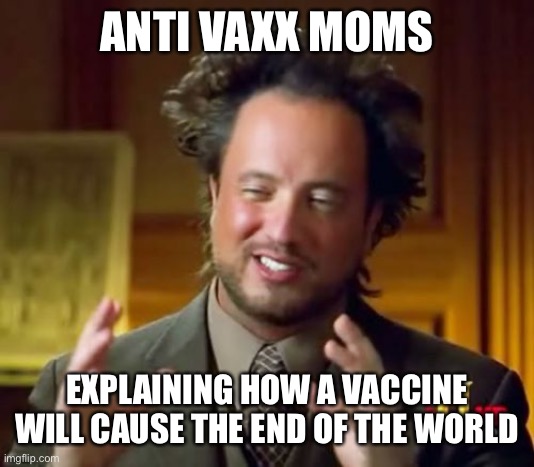 ANTI VAXX MOMS
EXPLAINING HOW A VACCINE
WILL CAUSE THE END OF THE WORLD
imgflip.com